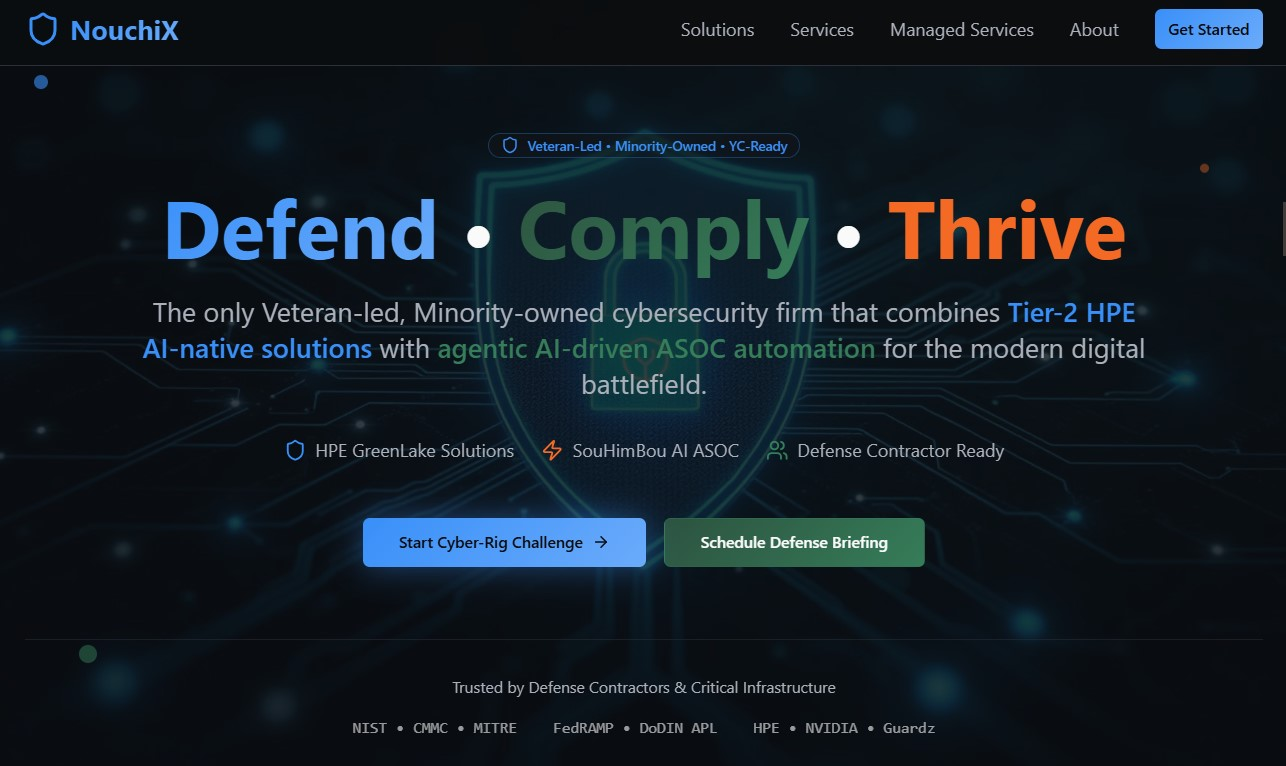 NouchiX
Solutions Services Managed Services About Get Started
Veteran-Led • Minority-Owned • YC-Ready
Defend • Comply • Thrive
The only Veteran-led, Minority-owned cybersecurity firm that combines Tier-2 HPE
AI-native solutions with agentic AI-driven ASOC automation for the modern digital
battlefield.
HPE GreenLake Solutions SouHimBou AI ASOC Defense Contractor Ready
Start Cyber-Rig Challenge → Schedule Defense Briefing
Trusted by Defense Contractors & Critical Infrastructure
NIST • CMMC • MITRE FedRAMP • DoDIN APL HPE • NVIDIA • Guardz